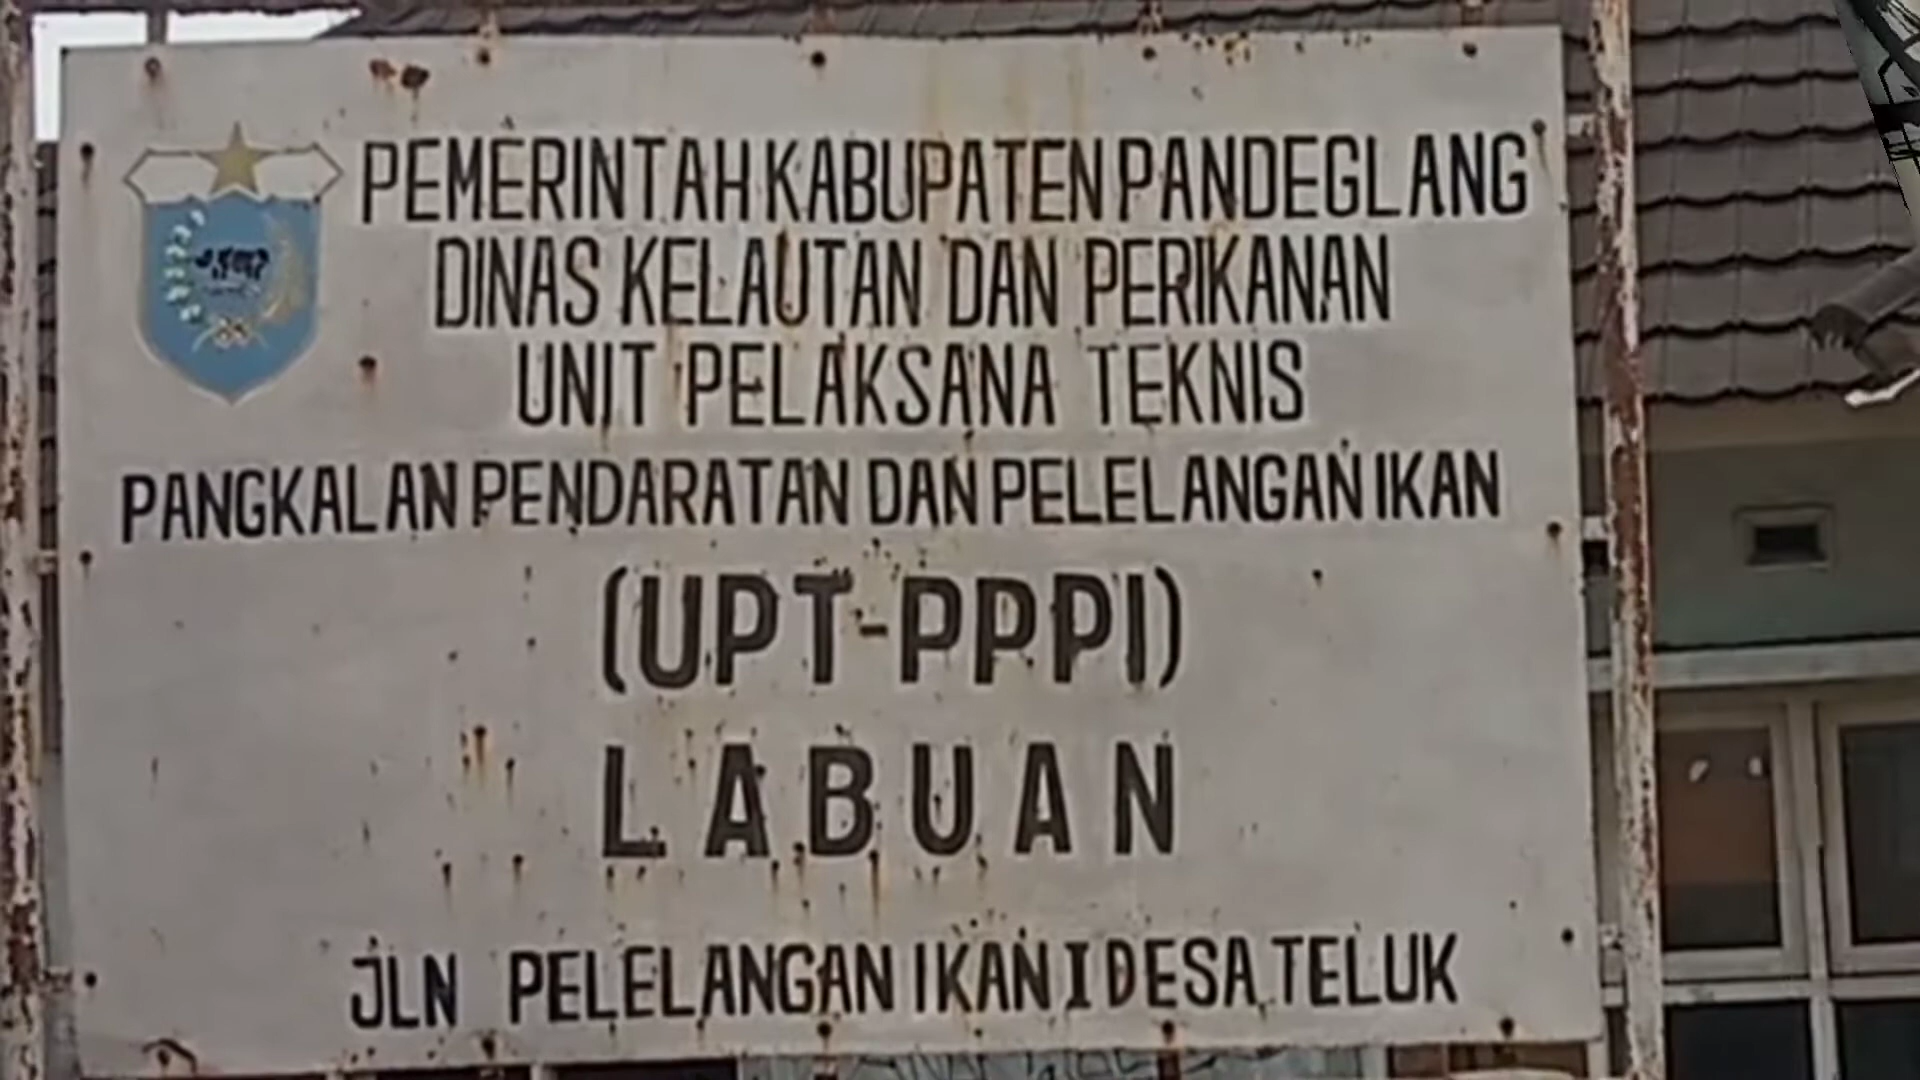 PEMERINTAH KABUPATEN PANDEGLANG
DINAS KELAUTAN DAN PERIKANAN
UNIT PELAKSANA TEKNIS
PANGKALAN PENDARATAN DAN PELELANGAN IKAN
(UPT-PPPI)
LABUAN
JLN PELELANGAN IKAN I DESA TELUK